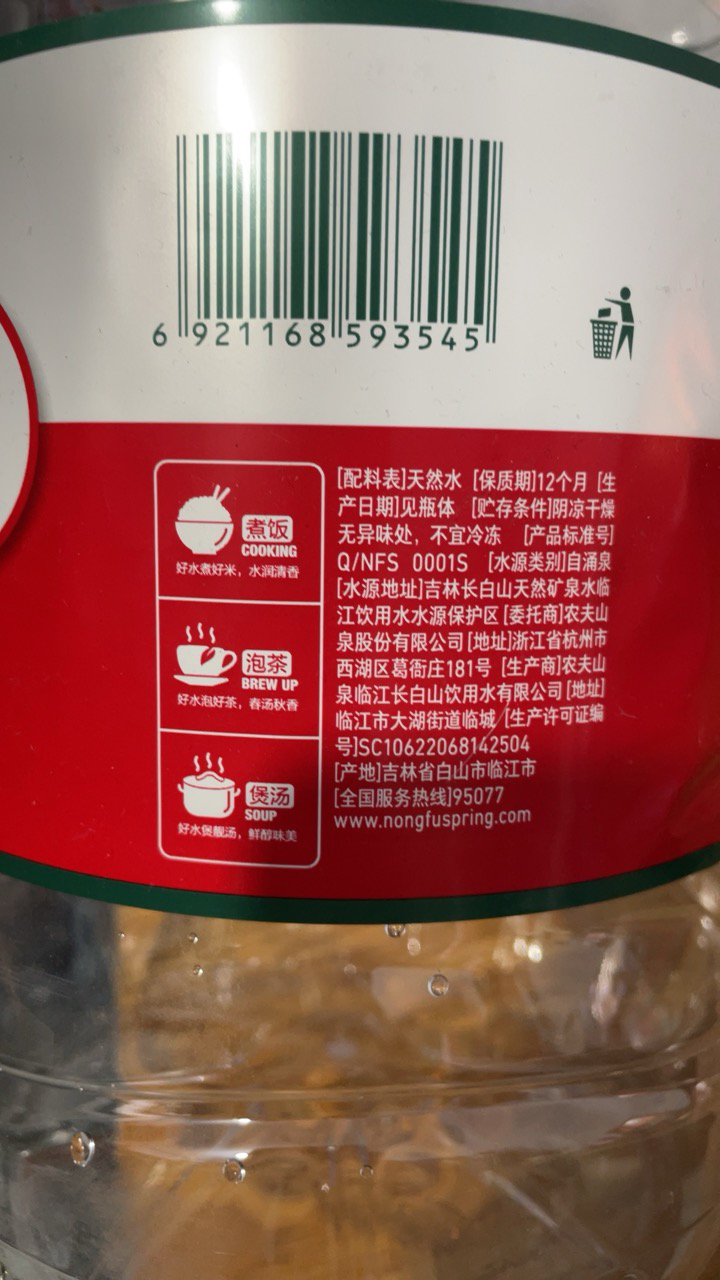 6 921168 593545
煮饭
COOKING
好水煮好米，水润清香
泡茶
BREW UP
好水泡好茶，春汤秋香
煲汤
SOUP
好水煲靓汤，鲜醇味美
[配料表]天然水 [保质期]12个月 [生
产日期]见瓶体 [贮存条件]阴凉干燥
无异味处，不宜冷冻 [产品标准号]
Q/NFS 0001S [水源类别]自涌泉
[水源地址]吉林长白山天然矿泉水临
江饮用水水源保护区 [委托商]农夫山
泉股份有限公司 [地址]浙江省杭州市
西湖区葛衙庄181号 [生产商]农夫山
泉临江长白山饮用水有限公司 [地址]
临江市大湖街道临城 [生产许可证编
号]SC10622068142504
[产地]吉林省白山市临江市
[全国服务热线]95077
www.nongfuspring.com